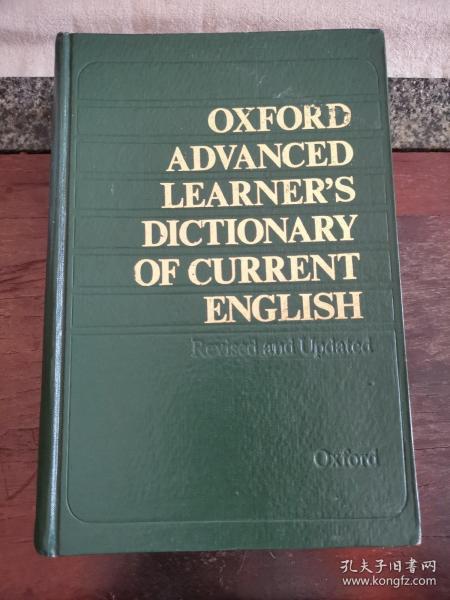 OXFORD
ADVANCED
LEARNER'S
DICTIONARY
OF CURRENT
ENGLISH
Revised and Updated
Oxford
孔夫子旧书网
www.kongfz.com